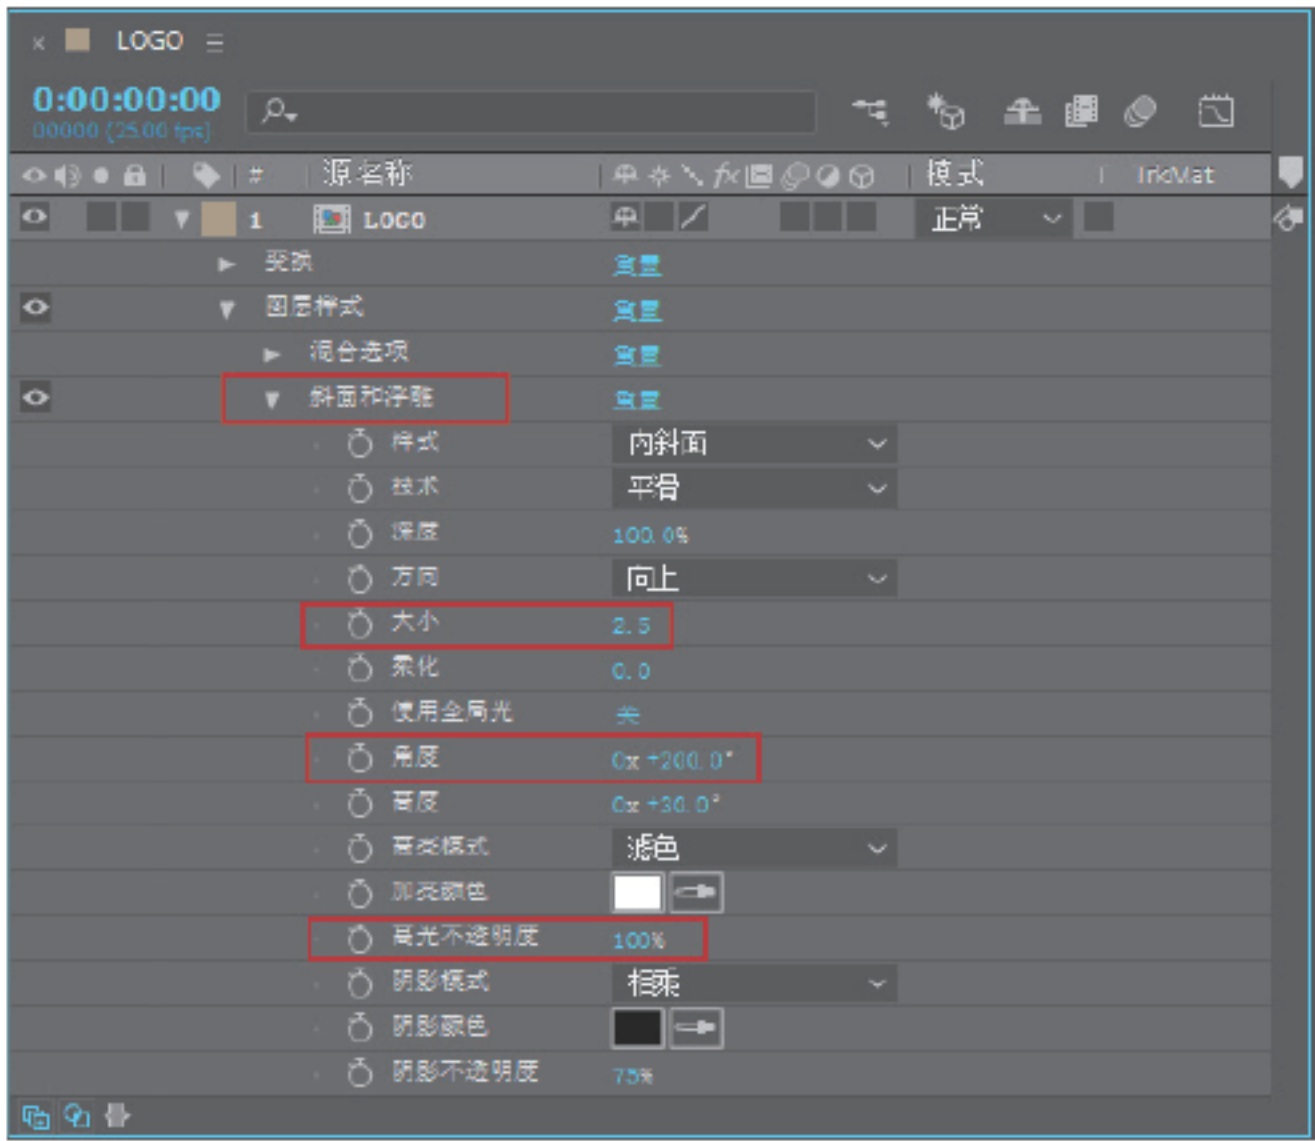 LOGO
0:00:00:00
00000 (25.00 fps)
# 源名称 模式 T TrkMat
1 LOGO 正常
变换 重置
图层样式 重置
混合选项 重置
斜面和浮雕 重置
样式 内斜面
技术 平滑
深度 100.0%
方向 向上
大小 2.5
柔化 0.0
使用全局光 关
角度 0x +200.0°
高度 0x +30.0°
高亮模式 滤色
加亮颜色
高光不透明度 100%
阴影模式 相乘
阴影颜色
阴影不透明度 75%